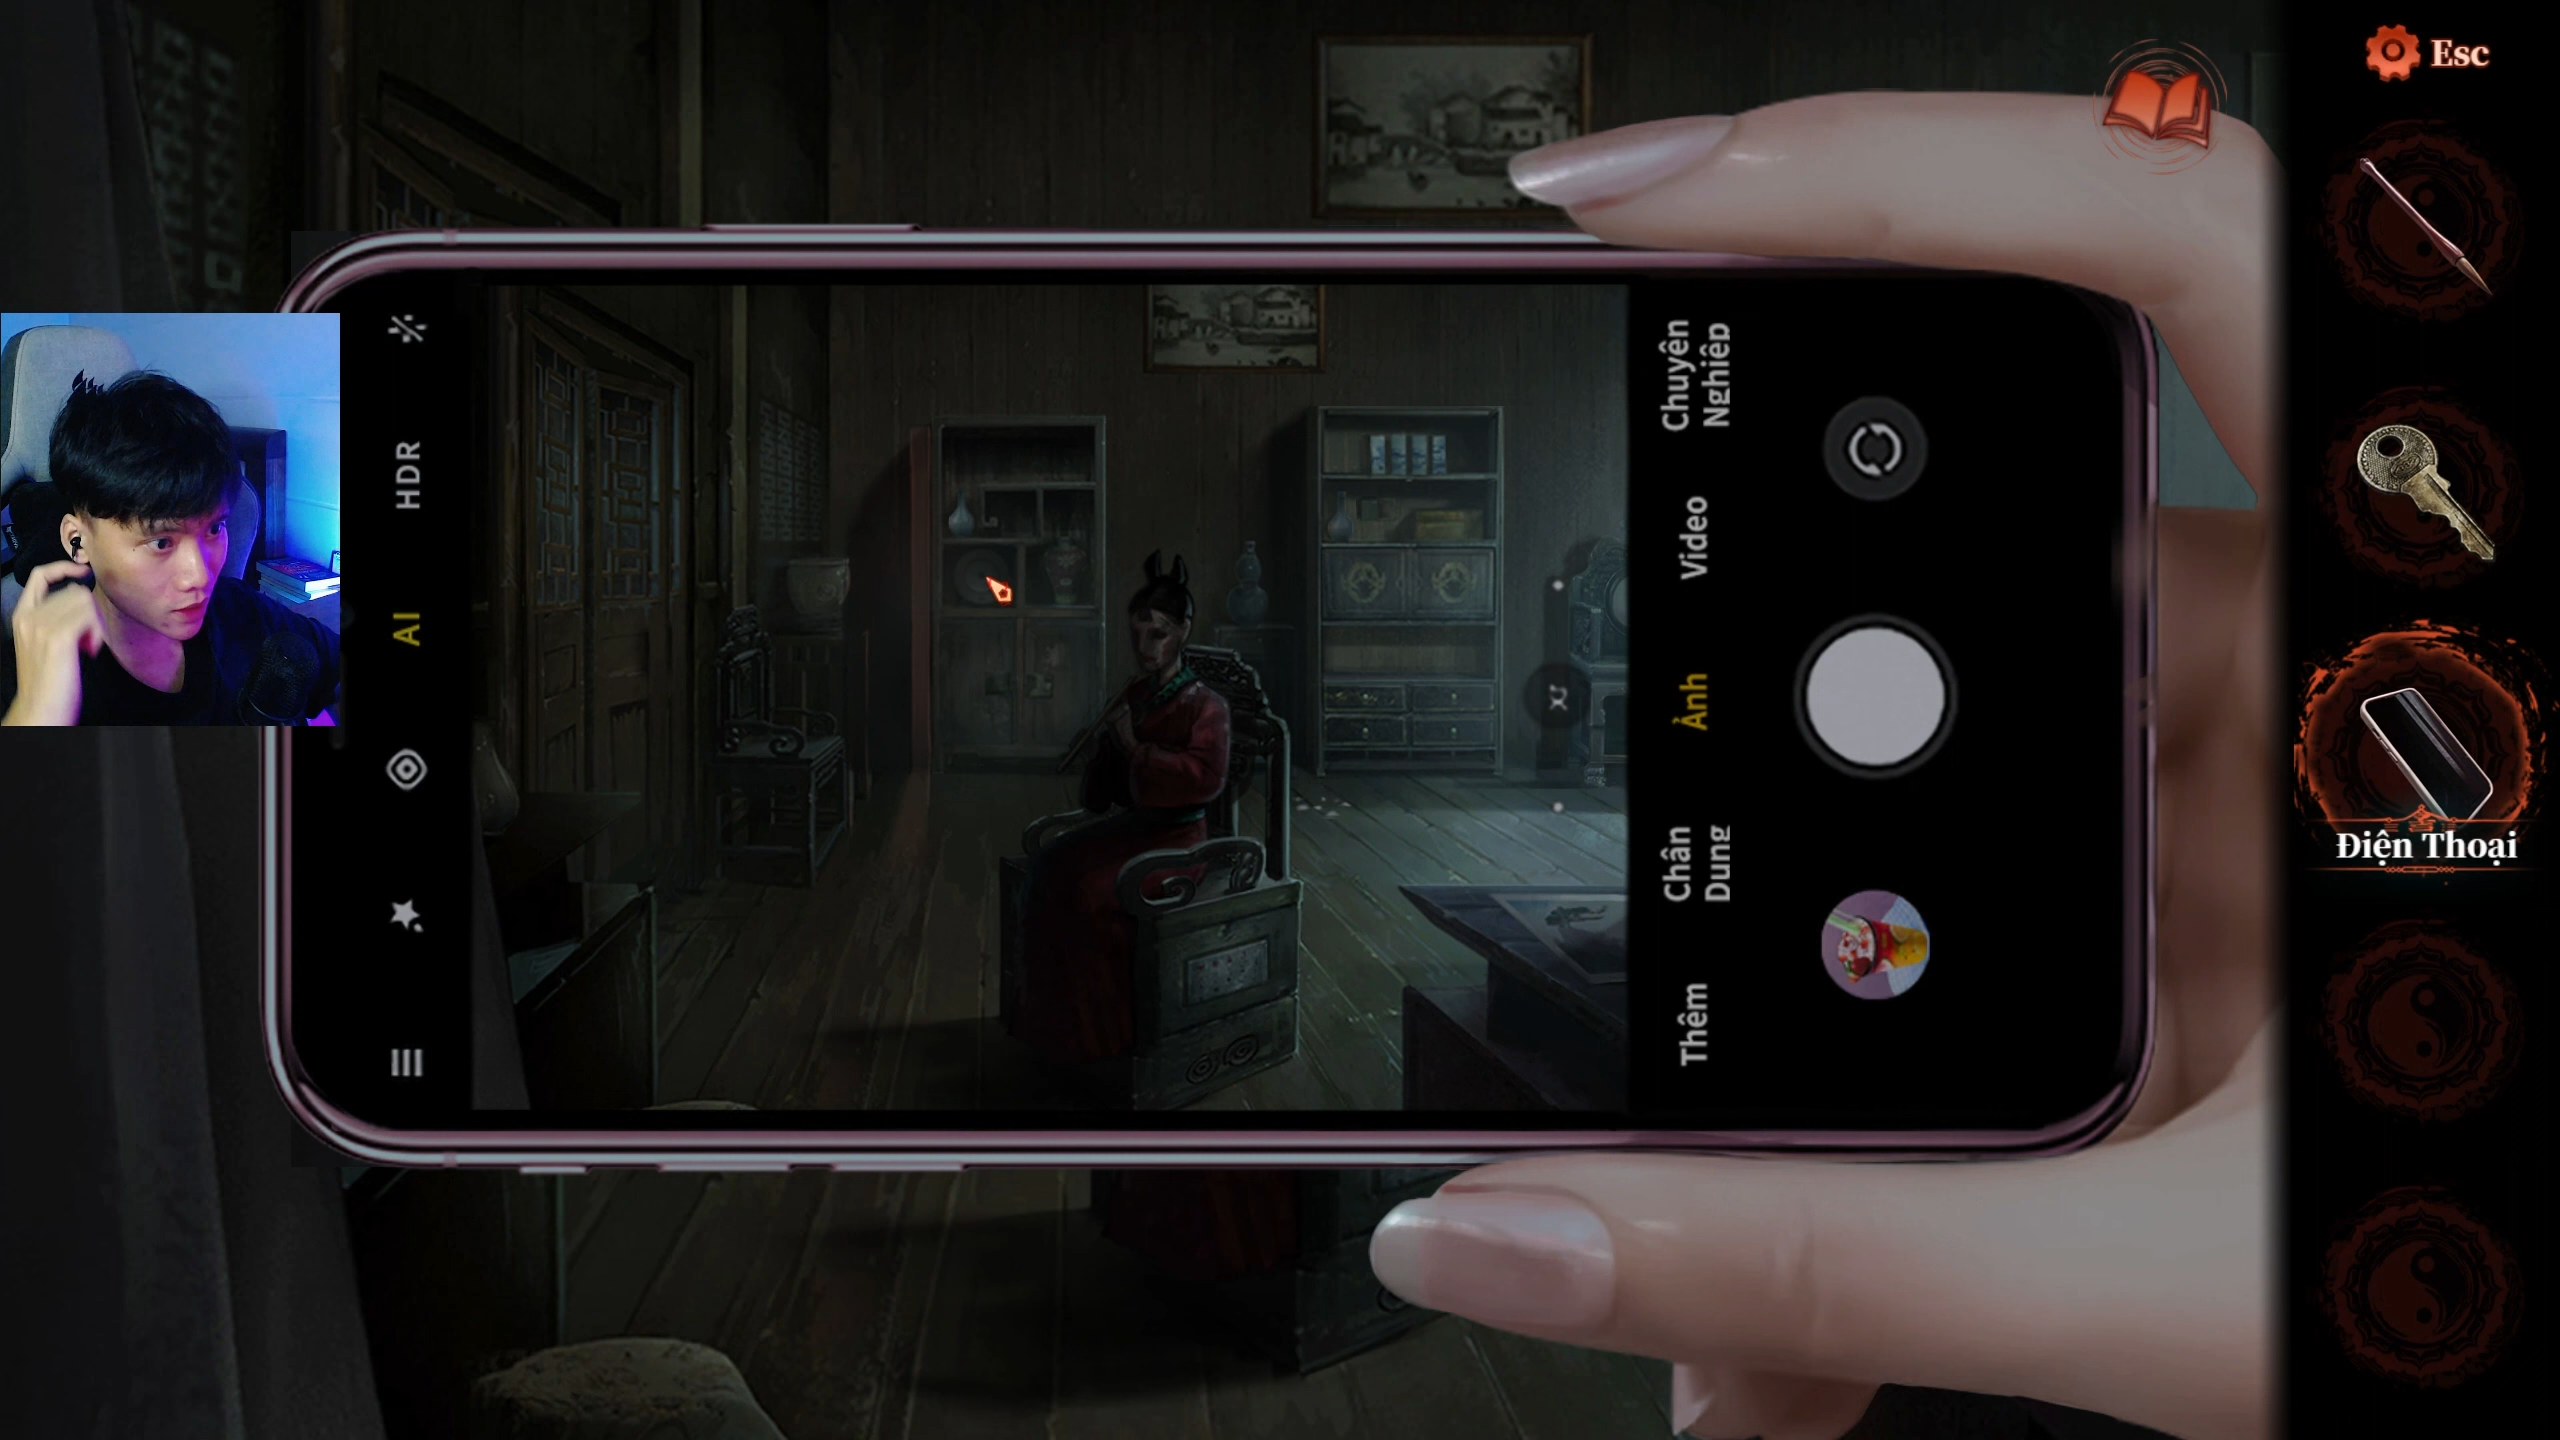 Esc
HDR
AI
Chuyên
Nghiệp
Video
Ảnh
Chân
Dung
Thêm
Điện Thoại